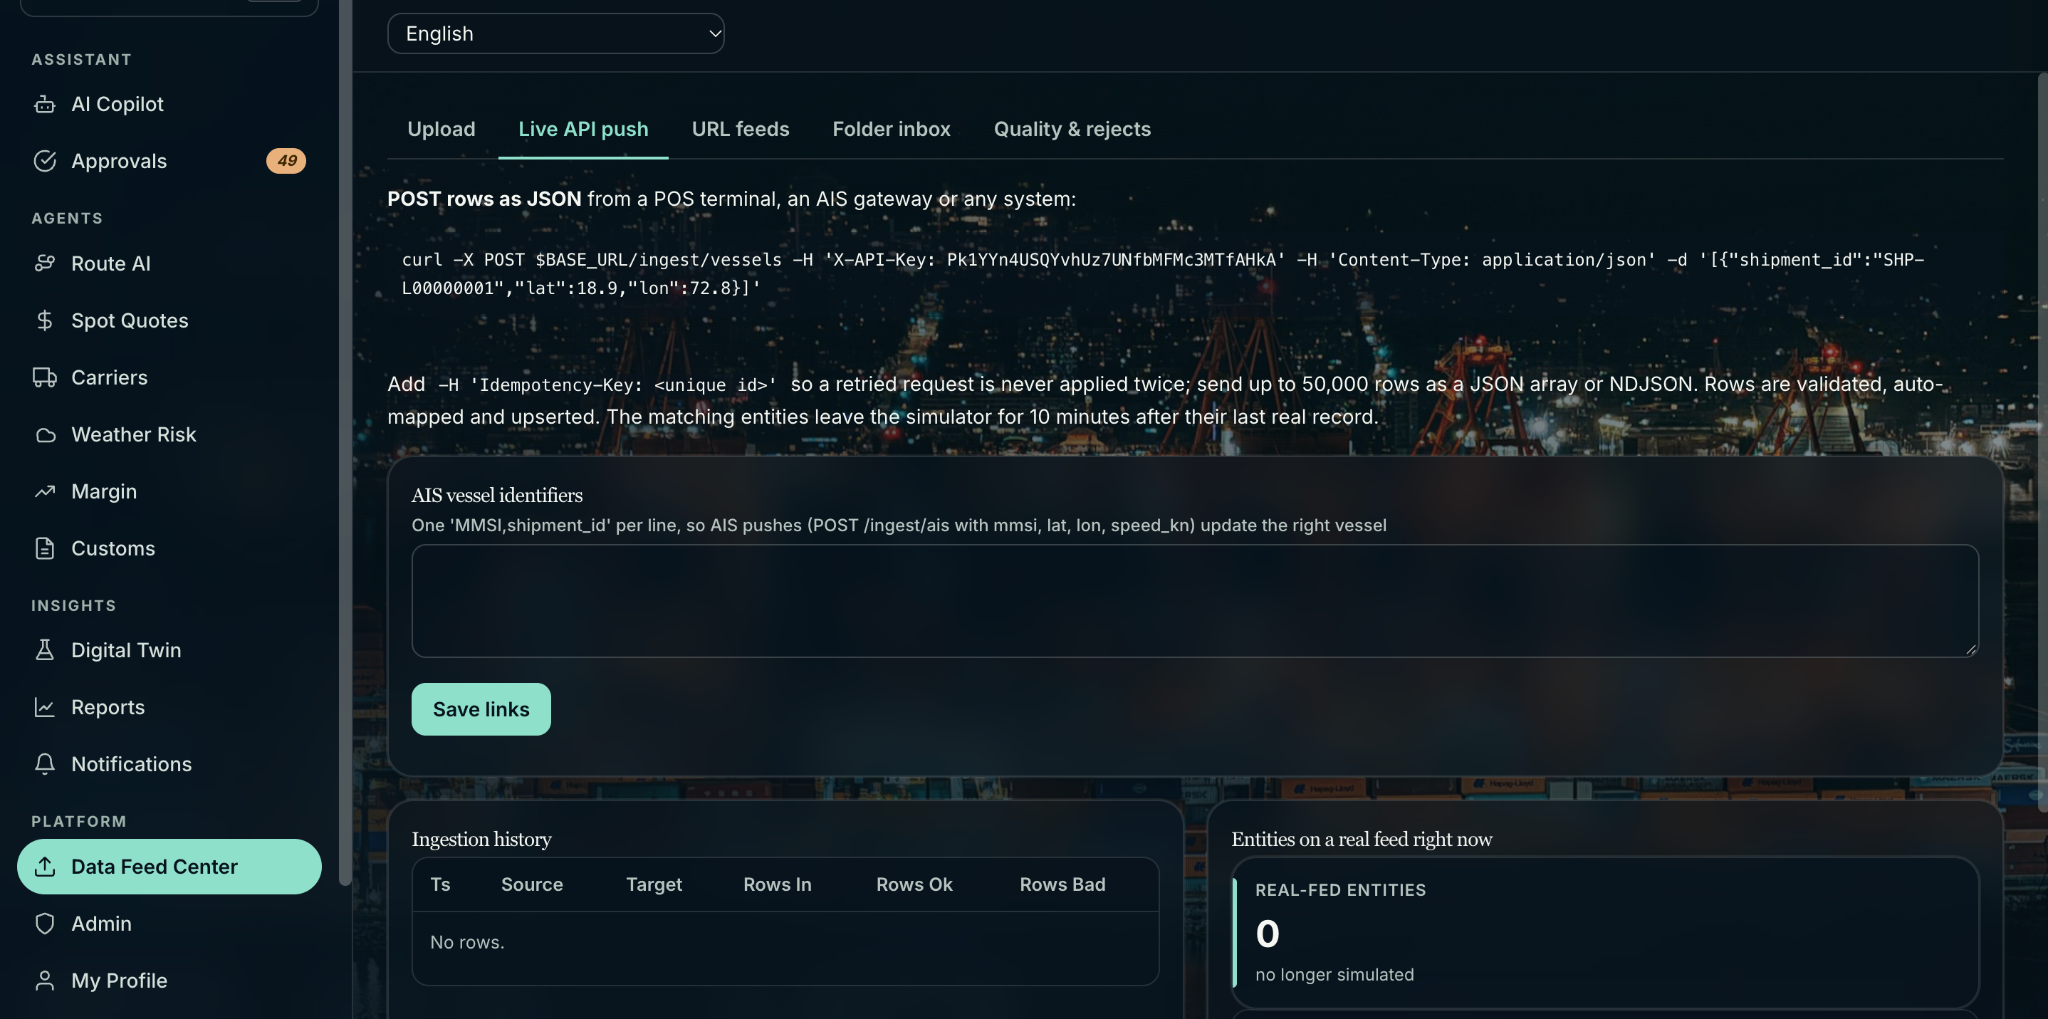 ASSISTANT
AI Copilot
Approvals
49
AGENTS
Route AI
Spot Quotes
Carriers
Weather Risk
Margin
Customs
INSIGHTS
Digital Twin
Reports
Notifications
PLATFORM
Data Feed Center
Admin
My Profile
English
Upload
Live API push
URL feeds
Folder inbox
Quality & rejects
POST rows as JSON from a POS terminal, an AIS gateway or any system:
curl -X POST $BASE_URL/ingest/vessels -H 'X-API-Key: Pk1YYn4USQYvhUz7UNfbMFMc3MTfAHkA' -H 'Content-Type: application/json' -d '[{"shipment_id":"SHP-
L00000001","lat":18.9,"lon":72.8}]'
Add -H 'Idempotency-Key: <unique id>' so a retried request is never applied twice; send up to 50,000 rows as a JSON array or NDJSON. Rows are validated, auto-
mapped and upserted. The matching entities leave the simulator for 10 minutes after their last real record.
AIS vessel identifiers
One 'MMSI,shipment_id' per line, so AIS pushes (POST /ingest/ais with mmsi, lat, lon, speed_kn) update the right vessel
Save links
Ingestion history
Ts Source Target Rows In Rows Ok Rows Bad
No rows.
Entities on a real feed right now
REAL-FED ENTITIES
0
no longer simulated